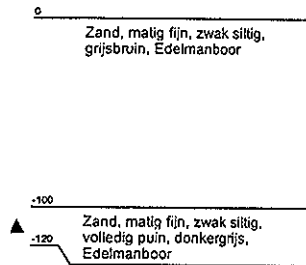 0
Zand, matig fijn, zwak siltig,
grijsbruin, Edelmanboor
-100
Zand, matig fijn, zwak siltig,
-120
volledig puin, donkergrijs,
Edelmanboor